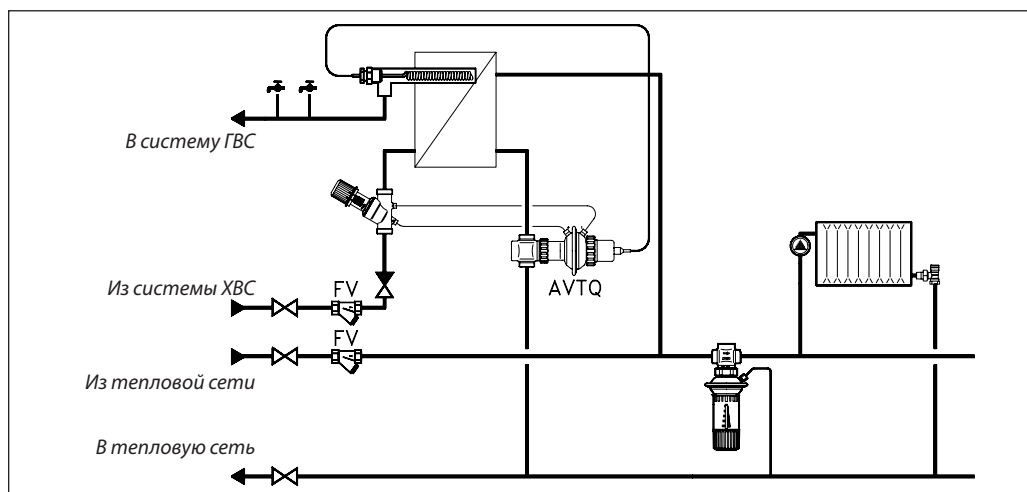 В систему ГВС
Из системы ХВС
FV
AVTQ
FV
Из тепловой сети
В тепловую сеть